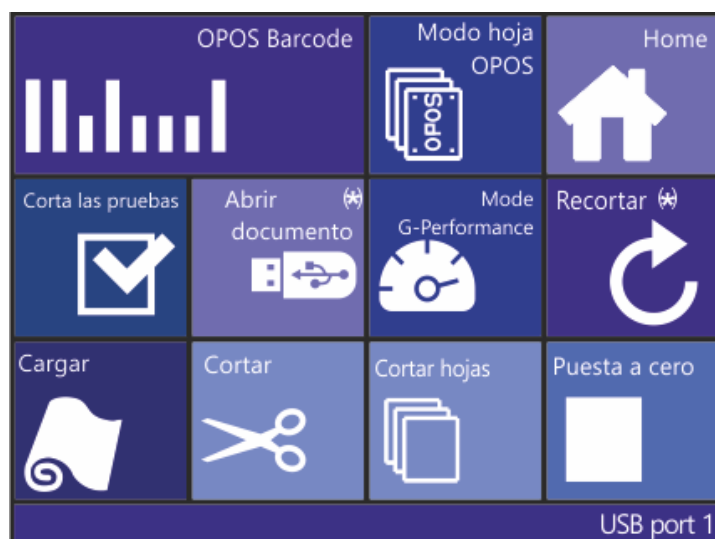 OPOS Barcode
Modo hoja
OPOS
OPOS
Home
Corta las pruebas
Abrir (*)
documento
Mode
G-Performance
Recortar (*)
Cargar
Cortar
Cortar hojas
Puesta a cero
USB port 1